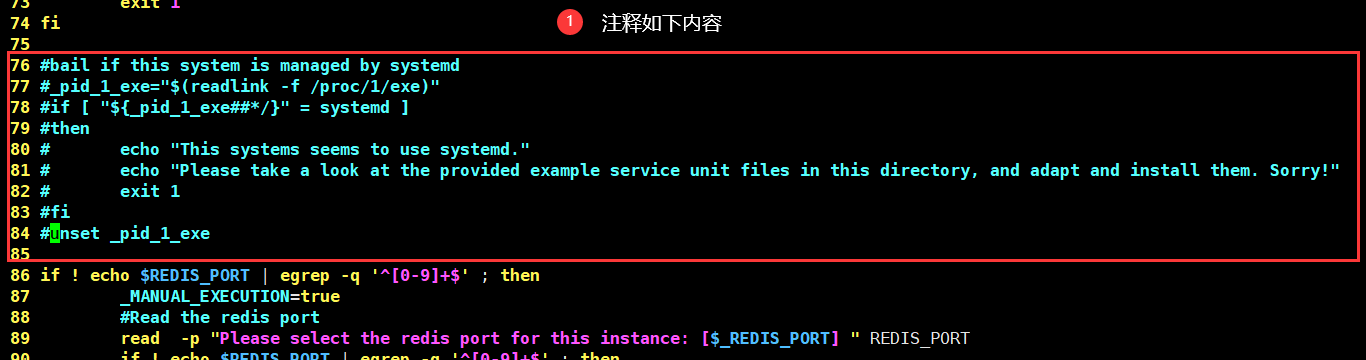 73         exit 1
74 fi
1 注释如下内容
75
76 #bail if this system is managed by systemd
77 #_pid_1_exe="$(readlink -f /proc/1/exe)"
78 #if [ "${_pid_1_exe##*/}" = systemd ]
79 #then
80 #       echo "This systems seems to use systemd."
81 #       echo "Please take a look at the provided example service unit files in this directory, and adapt and install them. Sorry!"
82 #       exit 1
83 #fi
84 #unset _pid_1_exe
85
86 if ! echo $REDIS_PORT | egrep -q '^[0-9]+$' ; then
87         _MANUAL_EXECUTION=true
88         #Read the redis port
89         read  -p "Please select the redis port for this instance: [$_REDIS_PORT] " REDIS_PORT
90         if ! echo $REDIS_PORT | egrep -q '^[0-9]+$' ; then